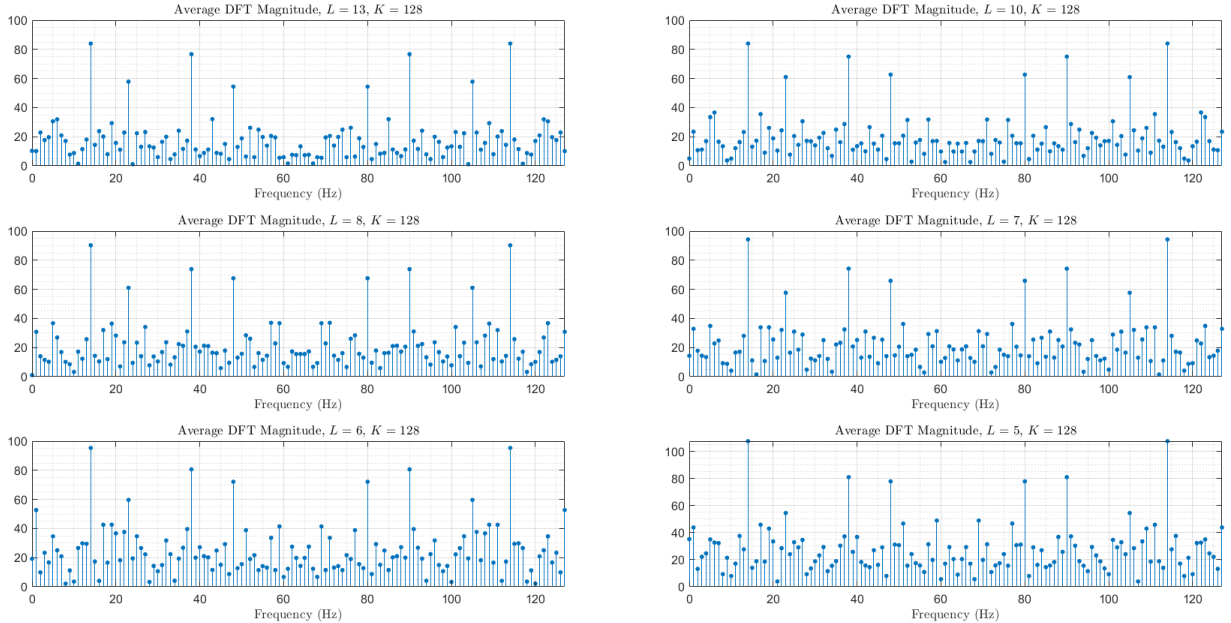 Average DFT Magnitude, L = 13, K = 128
100
80
60
40
20
0
0 20 40 60 80 100 120
Frequency (Hz)
Average DFT Magnitude, L = 10, K = 128
100
80
60
40
20
0
0 20 40 60 80 100 120
Frequency (Hz)
Average DFT Magnitude, L = 8, K = 128
100
80
60
40
20
0
0 20 40 60 80 100 120
Frequency (Hz)
Average DFT Magnitude, L = 7, K = 128
100
80
60
40
20
0
0 20 40 60 80 100 120
Frequency (Hz)
Average DFT Magnitude, L = 6, K = 128
100
80
60
40
20
0
0 20 40 60 80 100 120
Frequency (Hz)
Average DFT Magnitude, L = 5, K = 128
100
80
60
40
20
0
0 20 40 60 80 100 120
Frequency (Hz)